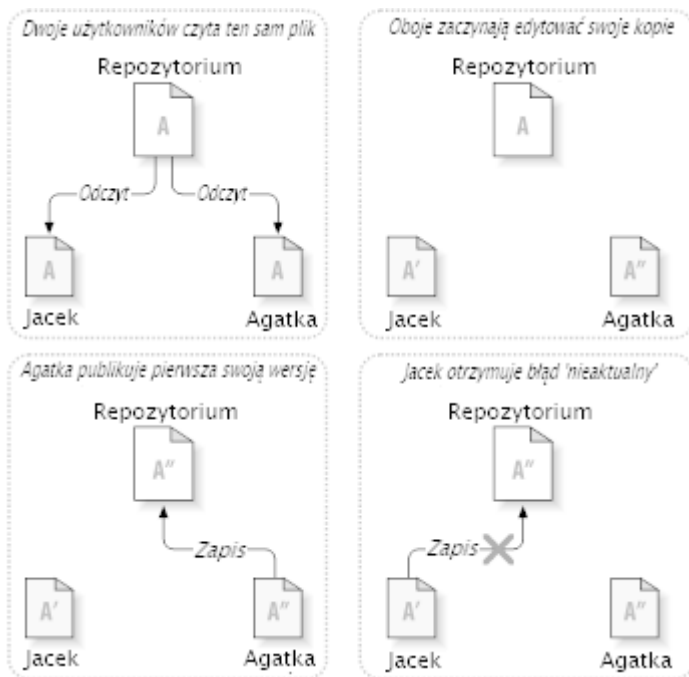 Dwoje użytkowników czyta ten sam plik
Repozytorium
A
Odczyt
Odczyt
A
A
Jacek
Agatka
Oboje zaczynają edytować swoje kopie
Repozytorium
A
A'
A"
Jacek
Agatka
Agatka publikuje pierwsza swoją wersję
Repozytorium
A"
Zapis
A'
A"
Jacek
Agatka
Jacek otrzymuje błąd 'nieaktualny'
Repozytorium
A"
Zapis
A'
A"
Jacek
Agatka